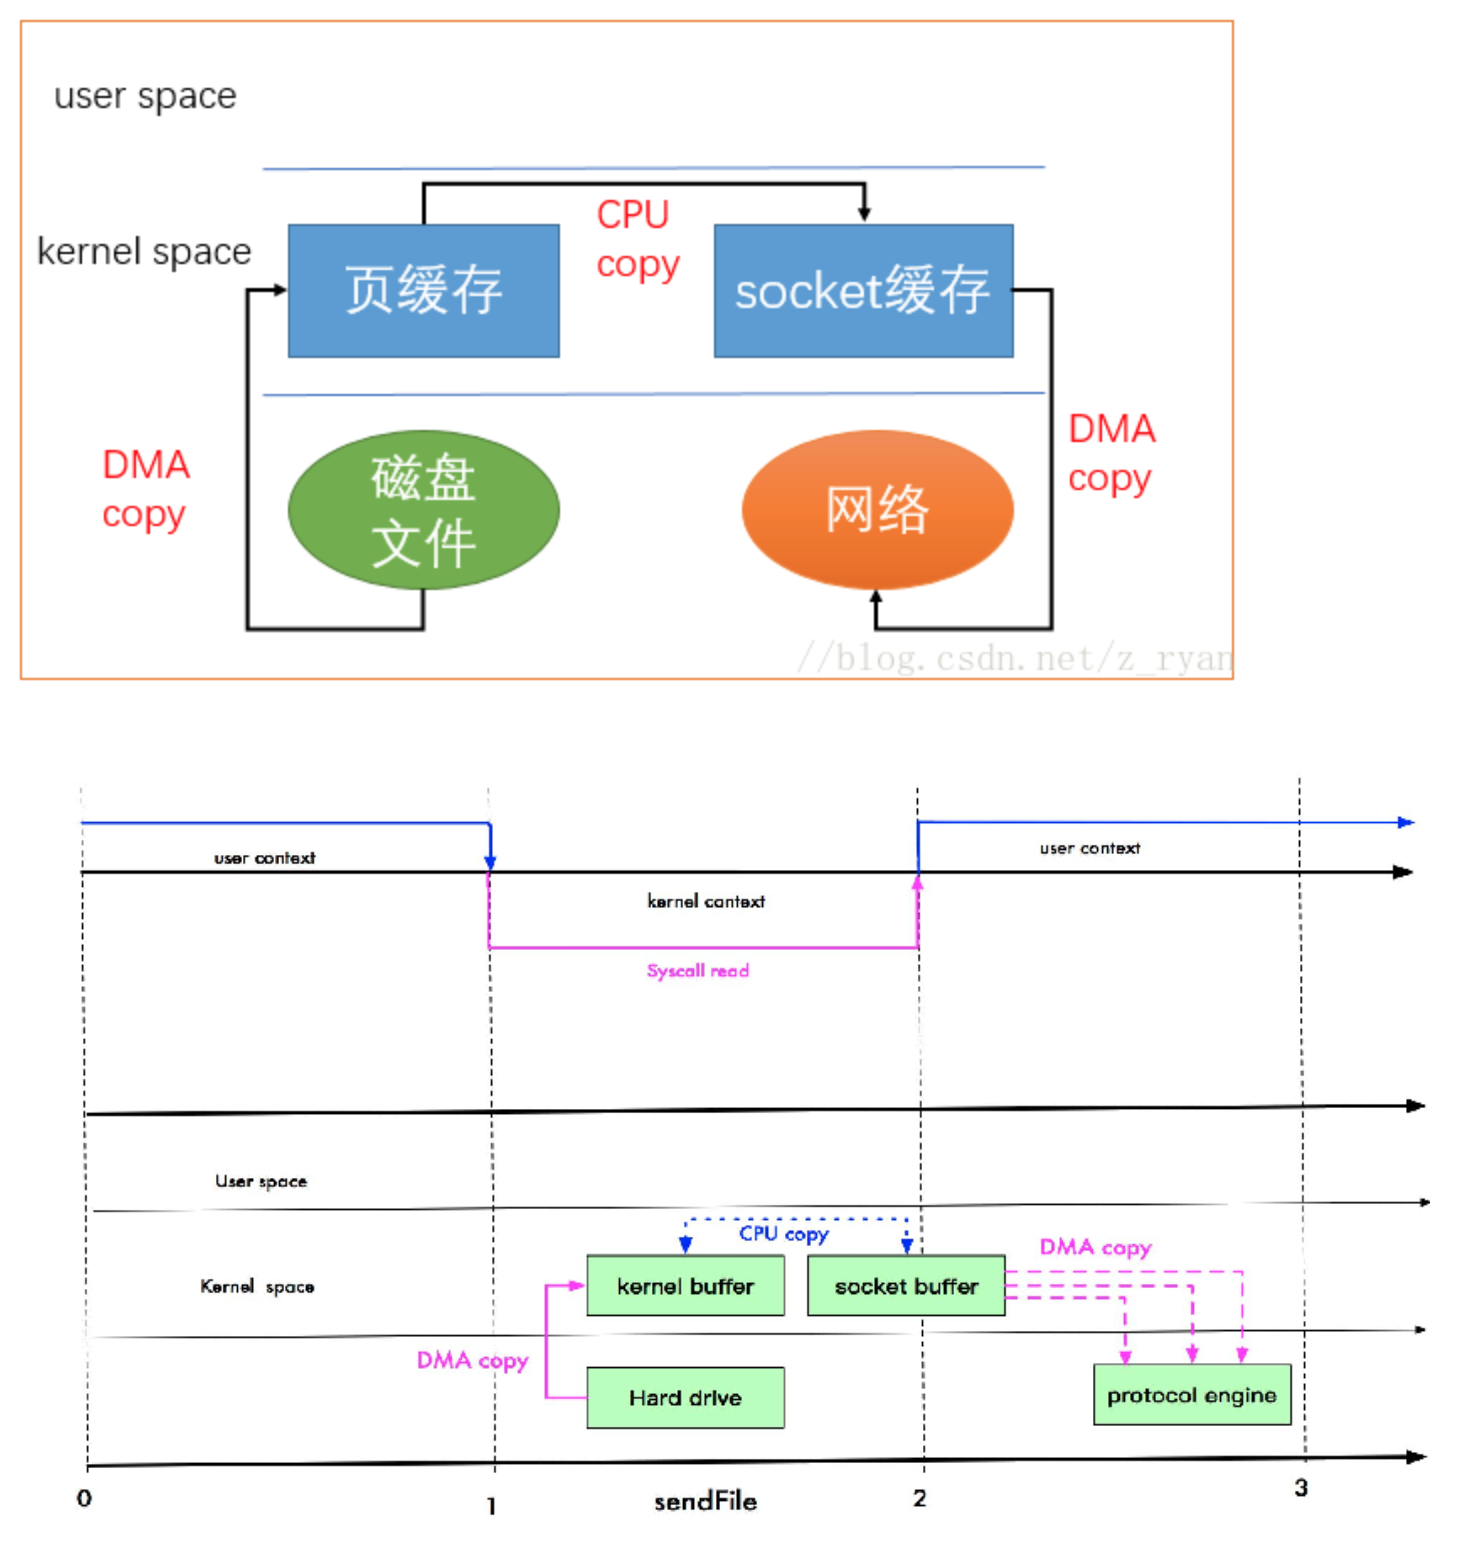 user space
CPU
copy
kernel space
页缓存
socket缓存
DMA
copy
磁盘
文件
网络
DMA
copy
//blog.csdn.net/z_ryan
user context
user context
kernel context
Syscall read
User space
CPU copy
DMA copy
Kernel space
kernel buffer
socket buffer
DMA copy
Hard drive
protocol engine
0
1
sendFile
2
3